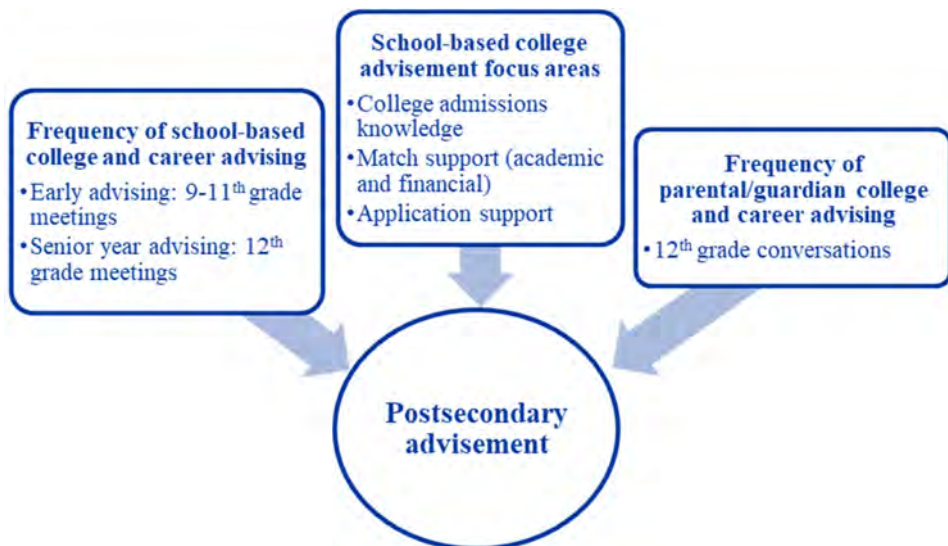 Frequency of school-based
college and career advising
•Early advising: 9-11th grade
meetings
•Senior year advising: 12th
grade meetings
School-based college
advisement focus areas
•College admissions
knowledge
•Match support (academic
and financial)
•Application support
Frequency of
parental/guardian college
and career advising
•12th grade conversations
Postsecondary
advisement